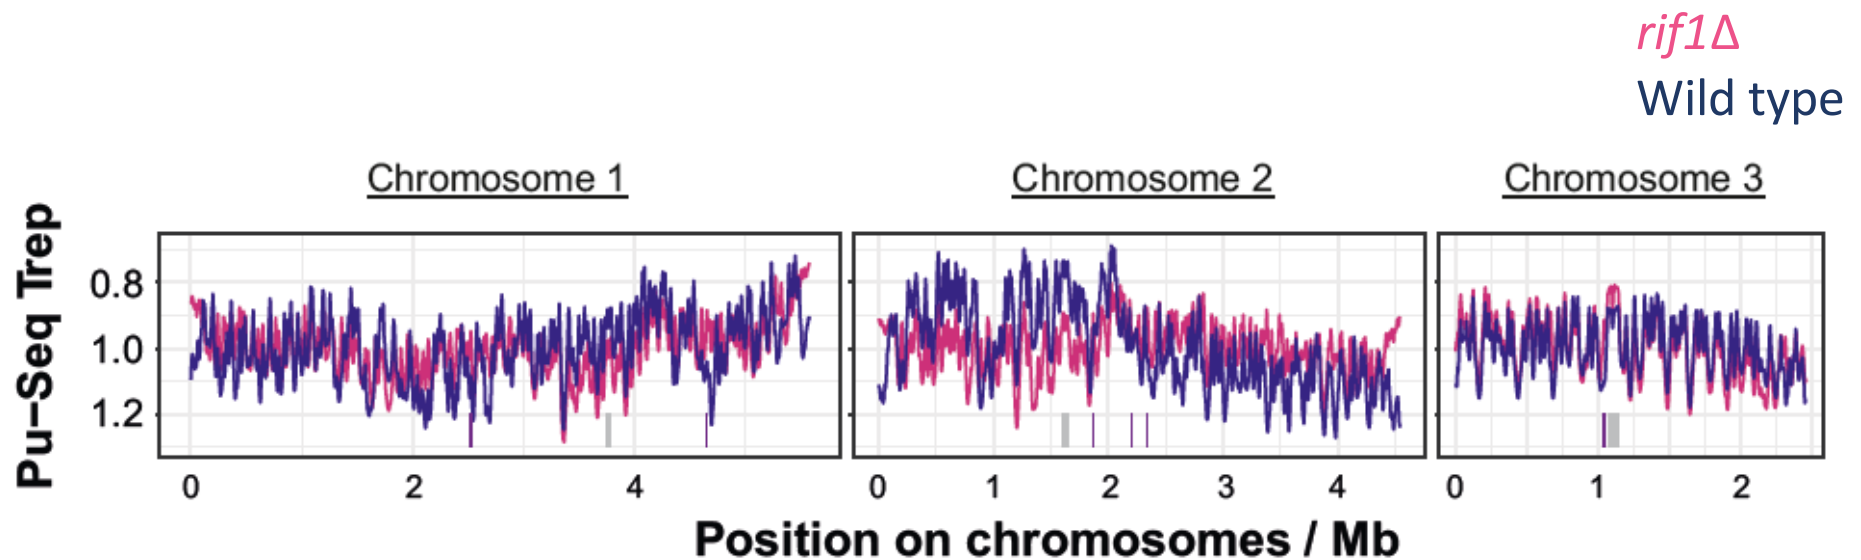 rif1Δ
Wild type
Chromosome 1
Chromosome 2
Chromosome 3
Pu–Seq Trep
0.8
1.0
1.2
0 2 4
0 1 2 3 4
0 1 2
Position on chromosomes / Mb